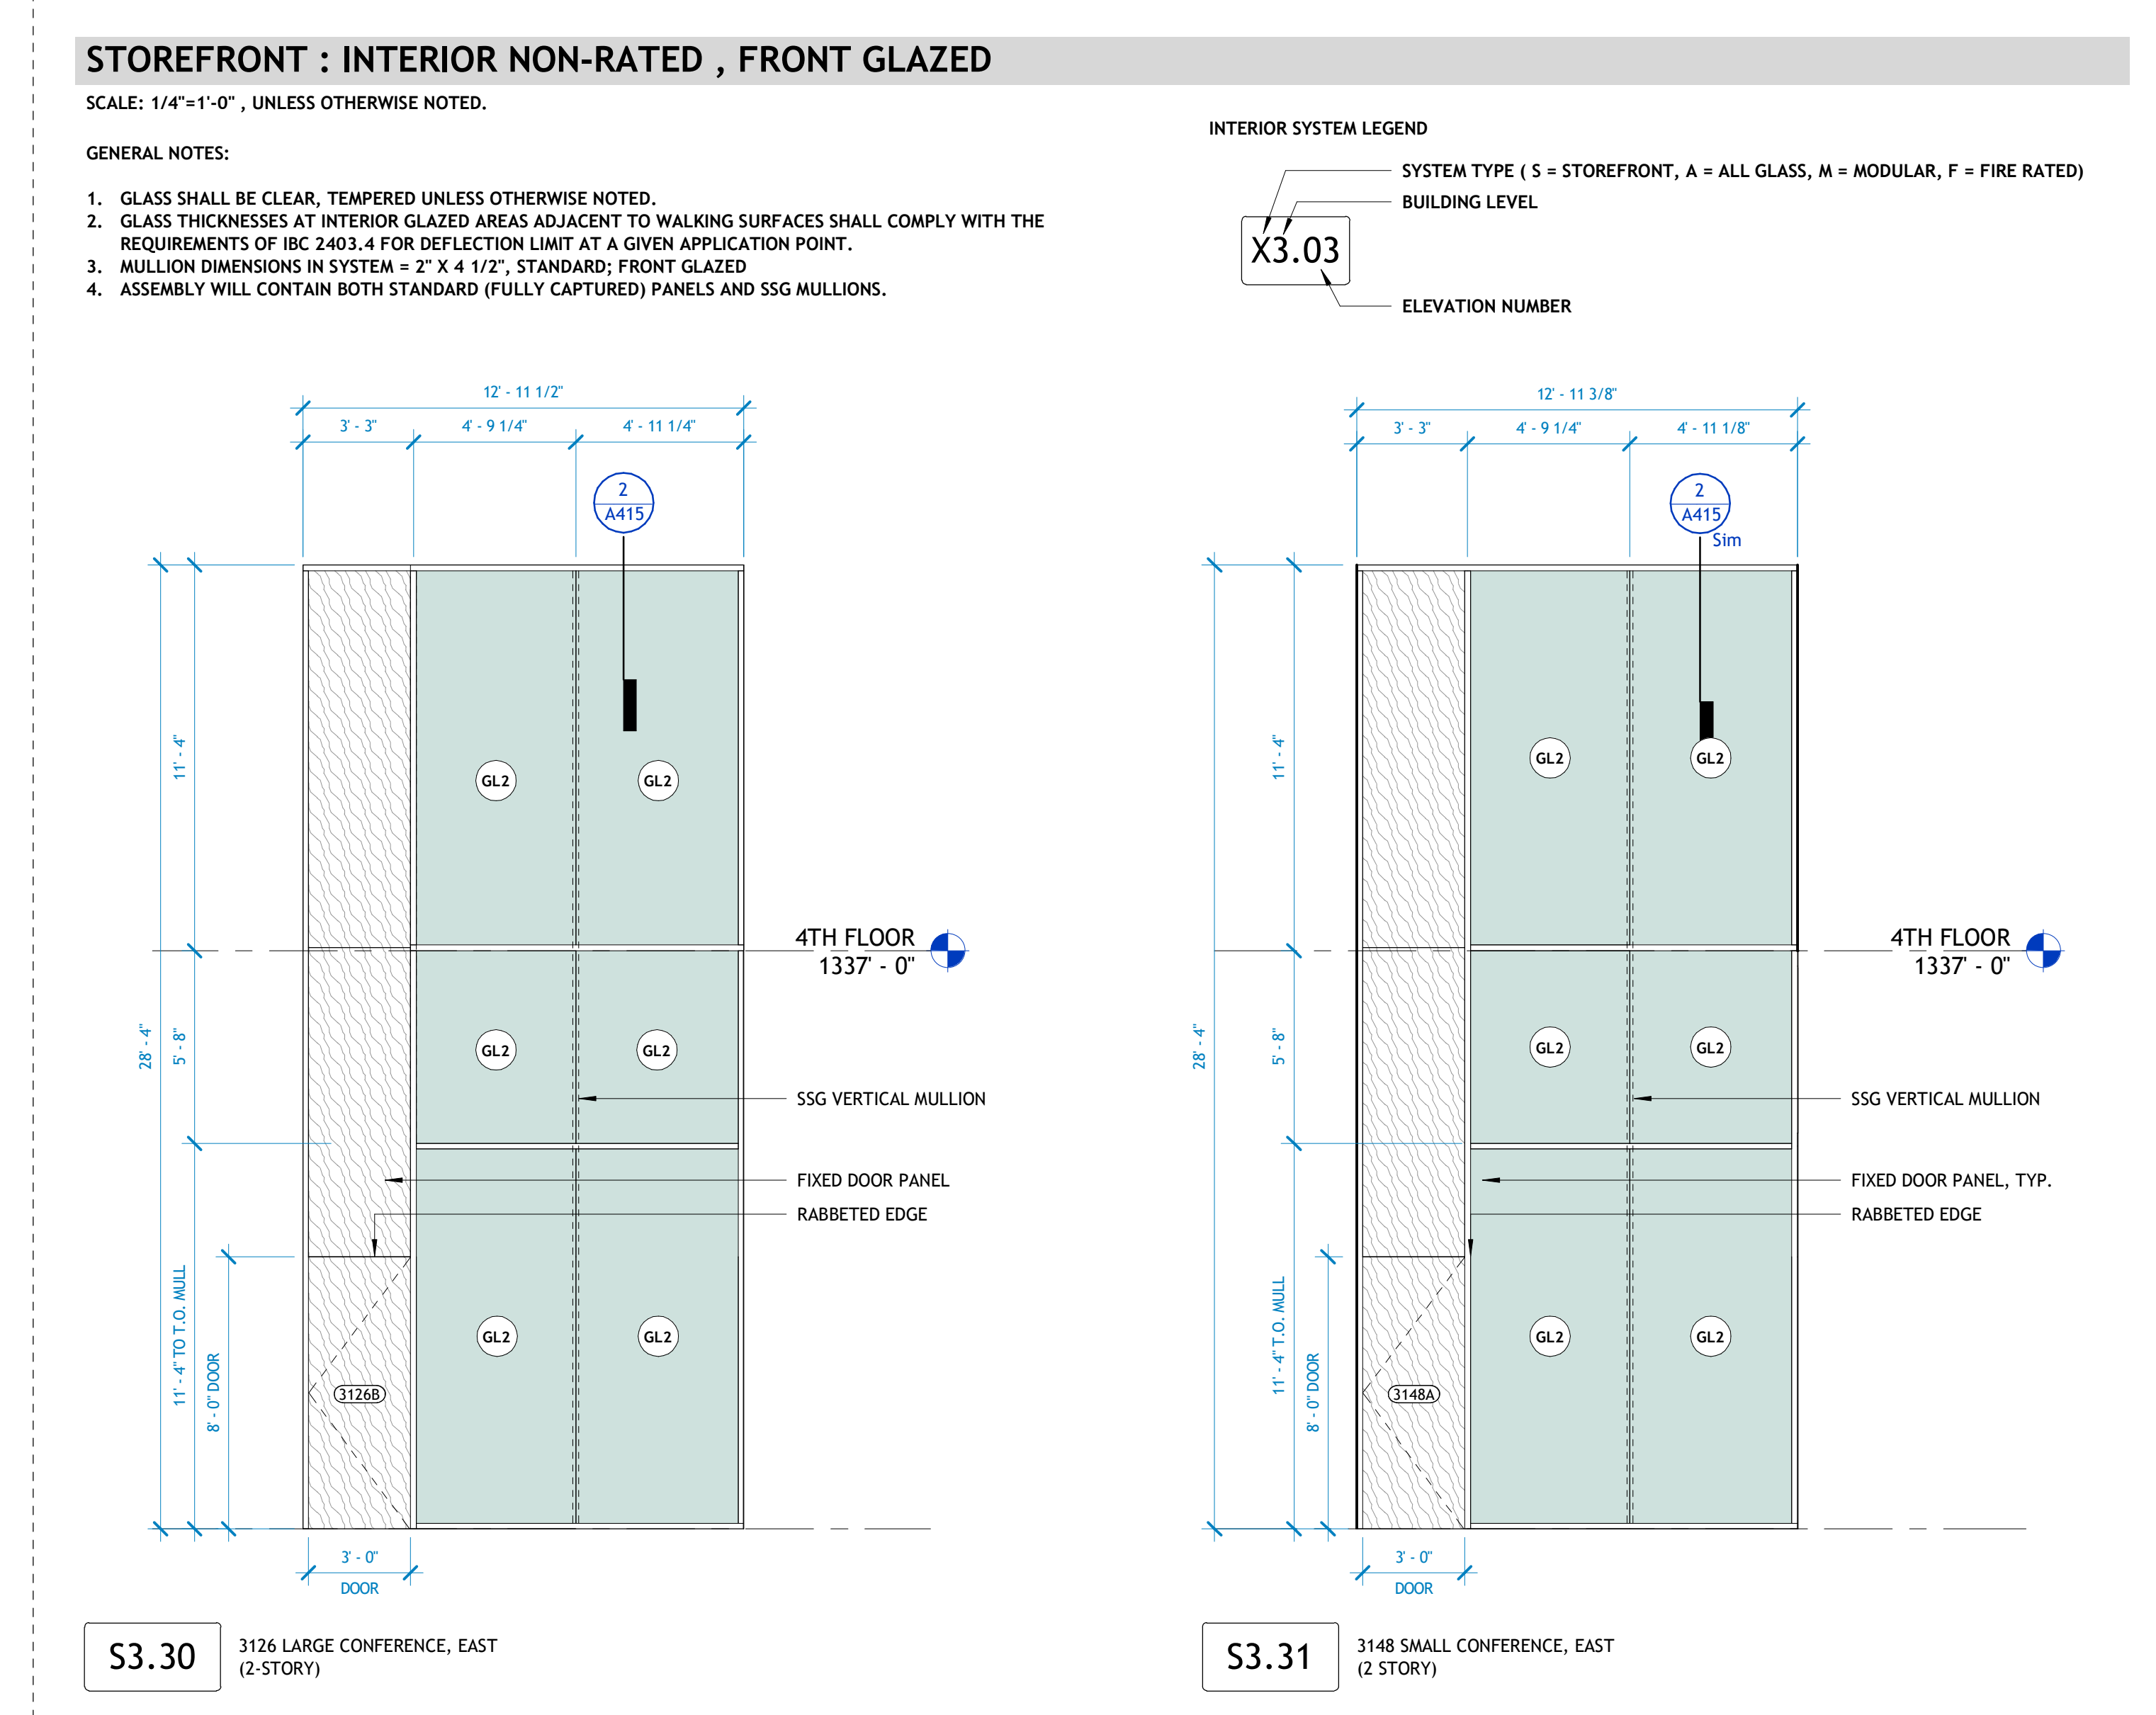 STOREFRONT : INTERIOR NON-RATED , FRONT GLAZED
SCALE: 1/4"=1'-0" , UNLESS OTHERWISE NOTED.
GENERAL NOTES:
1. GLASS SHALL BE CLEAR, TEMPERED UNLESS OTHERWISE NOTED.
2. GLASS THICKNESSES AT INTERIOR GLAZED AREAS ADJACENT TO WALKING SURFACES SHALL COMPLY WITH THE
REQUIREMENTS OF IBC 2403.4 FOR DEFLECTION LIMIT AT A GIVEN APPLICATION POINT.
3. MULLION DIMENSIONS IN SYSTEM = 2" X 4 1/2", STANDARD; FRONT GLAZED
4. ASSEMBLY WILL CONTAIN BOTH STANDARD (FULLY CAPTURED) PANELS AND SSG MULLIONS.
INTERIOR SYSTEM LEGEND
SYSTEM TYPE ( S = STOREFRONT, A = ALL GLASS, M = MODULAR, F = FIRE RATED)
BUILDING LEVEL
X3.03
ELEVATION NUMBER
12' - 11 1/2"
3' - 3"
4' - 9 1/4"
4' - 11 1/4"
2
A415
11' - 4"
GL2
GL2
4TH FLOOR
1337' - 0"
28' - 4"
5' - 8"
GL2
GL2
SSG VERTICAL MULLION
FIXED DOOR PANEL
RABBETED EDGE
11' - 4" TO T.O. MULL
8' - 0" DOOR
GL2
GL2
3126B
3' - 0"
DOOR
S3.30
3126 LARGE CONFERENCE, EAST
(2-STORY)
12' - 11 3/8"
3' - 3"
4' - 9 1/4"
4' - 11 1/8"
2
A415
Sim
11' - 4"
GL2
GL2
4TH FLOOR
1337' - 0"
28' - 4"
5' - 8"
GL2
GL2
SSG VERTICAL MULLION
FIXED DOOR PANEL, TYP.
RABBETED EDGE
11' - 4" T.O. MULL
8' - 0" DOOR
GL2
GL2
3148A
3' - 0"
DOOR
S3.31
3148 SMALL CONFERENCE, EAST
(2 STORY)